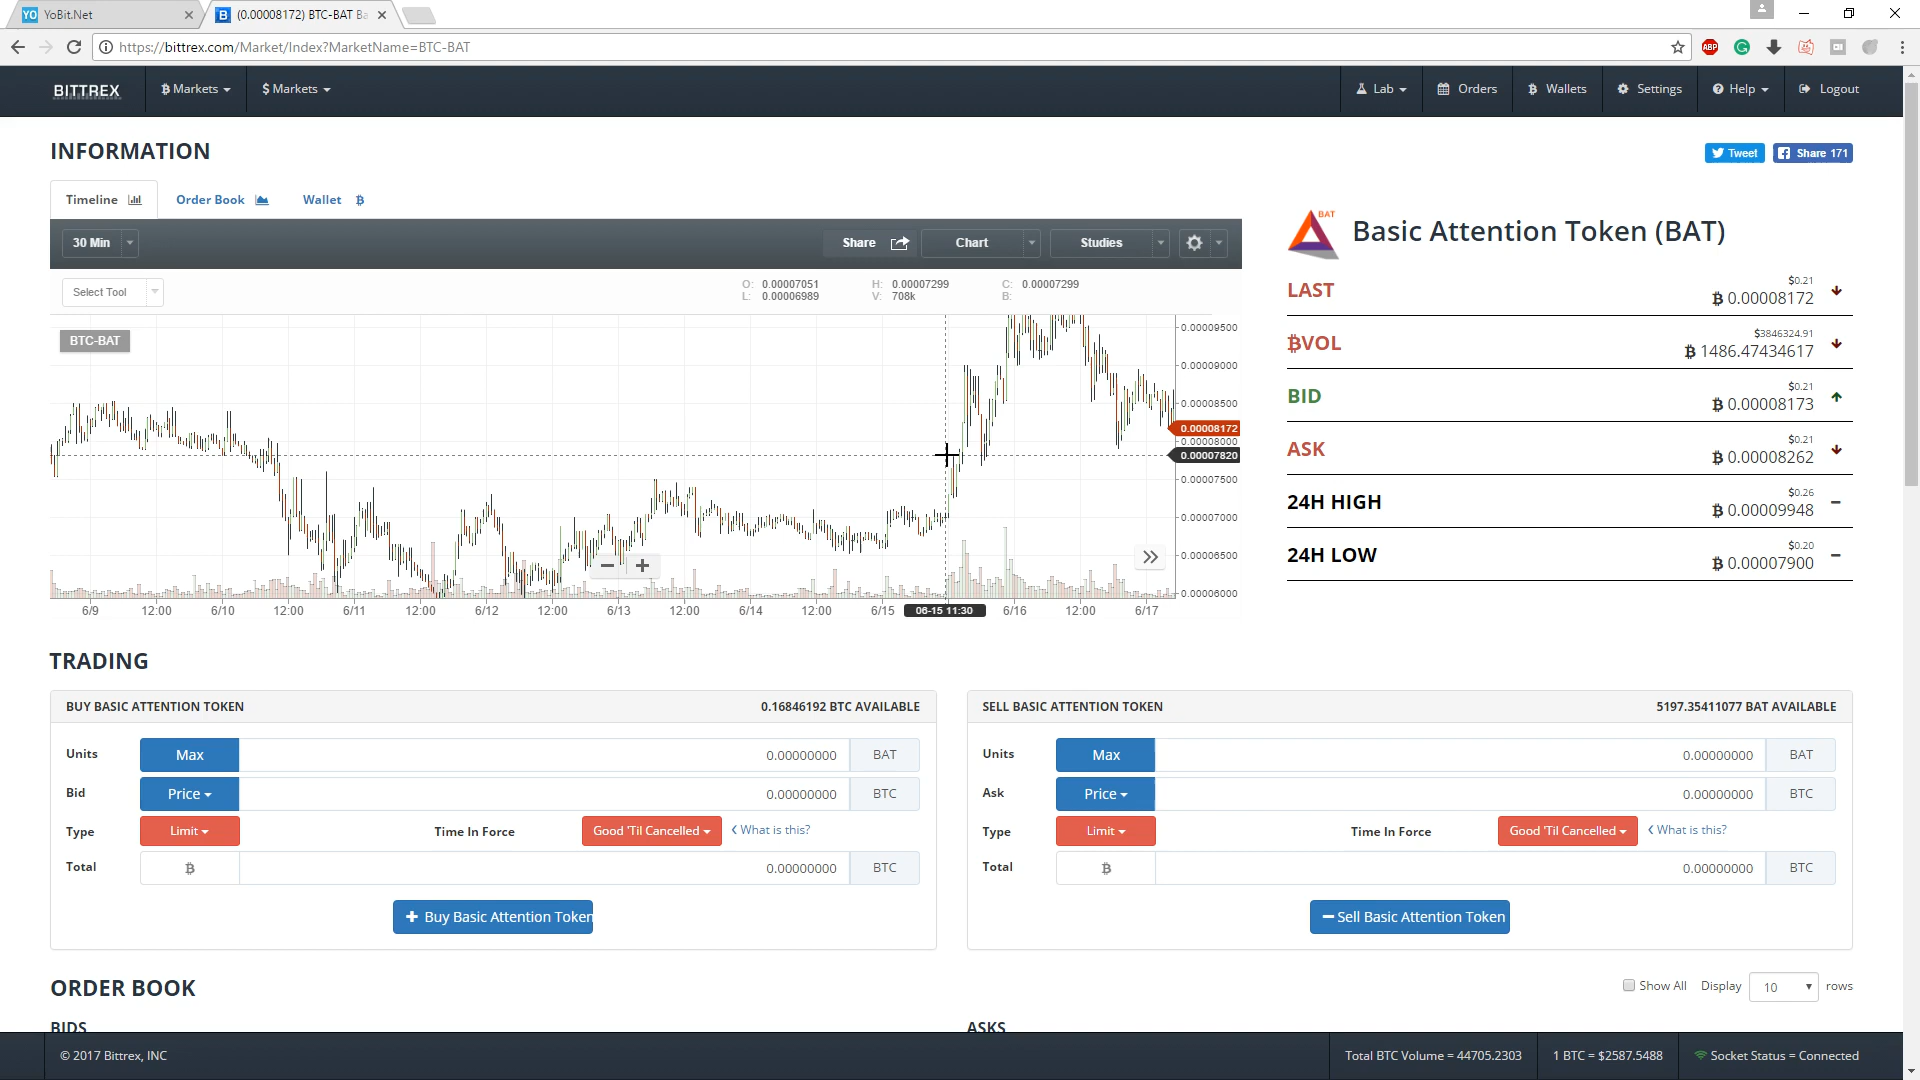 YO YoBit.Net
B (0.00008172) BTC-BAT Ba
https://bittrex.com/Market/Index?MarketName=BTC-BAT
ABP
BITTREX
Markets
$ Markets
Lab
Orders
Wallets
Settings
Help
Logout
INFORMATION
Tweet
Share 171
Timeline
Order Book
Wallet
30 Min
Share
Chart
Studies
Select Tool
O: 0.00007051 H: 0.00007299 C: 0.00007299
L: 0.00006989 V: 708k B:
BTC-BAT
0.00009500
0.00009000
0.00008500
0.00008172
0.00008000
0.00007820
0.00007500
0.00007000
0.00006500
0.00006000
6/9 12:00 6/10 12:00 6/11 12:00 6/12 12:00 6/13 12:00 6/14 12:00 6/15 06-15 11:30 6/16 12:00 6/17
BAT
Basic Attention Token (BAT)
$0.21
LAST ฿ 0.00008172
$3846324.91
฿VOL ฿ 1486.47434617
$0.21
BID ฿ 0.00008173
$0.21
ASK ฿ 0.00008262
$0.26
24H HIGH ฿ 0.00009948
$0.20
24H LOW ฿ 0.00007900
TRADING
BUY BASIC ATTENTION TOKEN 0.16846192 BTC AVAILABLE
Units Max 0.00000000 BAT
Bid Price 0.00000000 BTC
Type Limit Time In Force Good 'Til Cancelled What is this?
Total ฿ 0.00000000 BTC
+ Buy Basic Attention Token
SELL BASIC ATTENTION TOKEN 5197.35411077 BAT AVAILABLE
Units Max 0.00000000 BAT
Ask Price 0.00000000 BTC
Type Limit Time In Force Good 'Til Cancelled What is this?
Total ฿ 0.00000000 BTC
Sell Basic Attention Token
ORDER BOOK
Show All Display 10 rows
BIDS
ASKS
© 2017 Bittrex, INC
Total BTC Volume = 44705.2303
1 BTC = $2587.5488
Socket Status = Connected